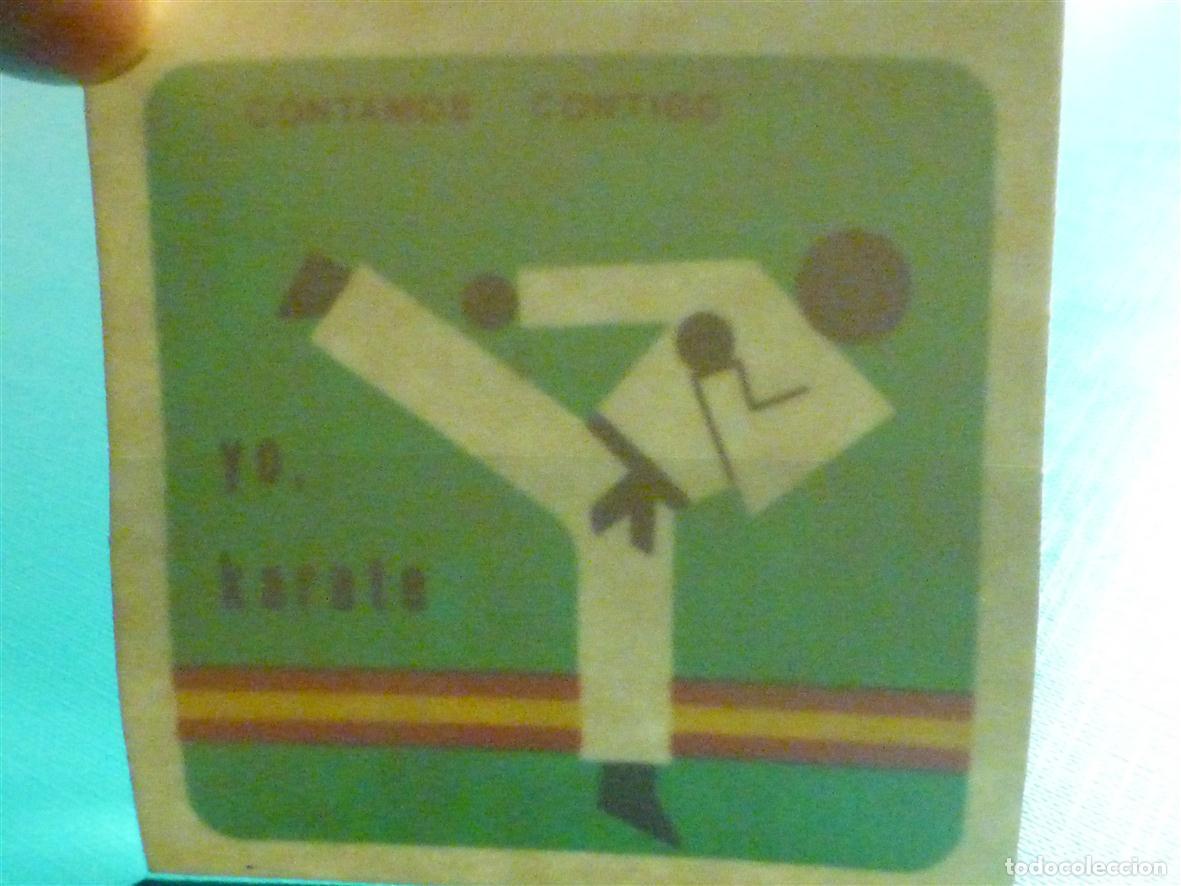 CONTAMOS CONTIGO
yo,
karate
todocoleccion